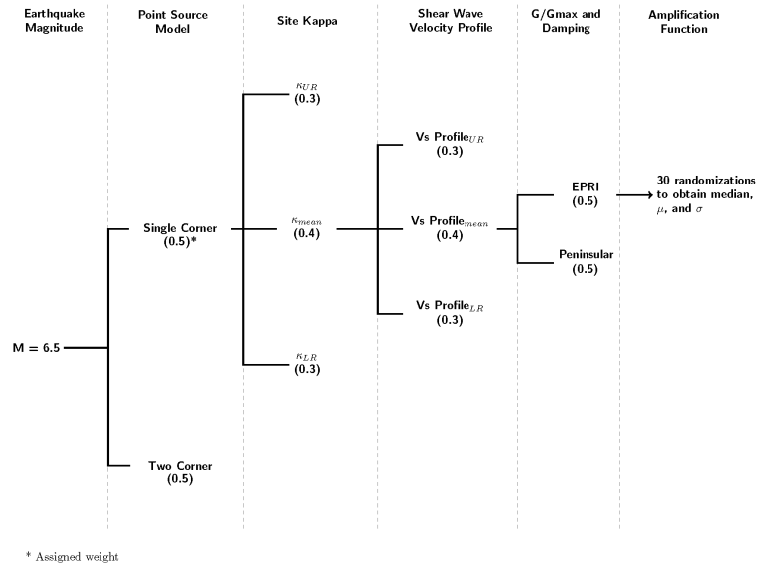 Earthquake
Magnitude
Point Source
Model
Site Kappa
Shear Wave
Velocity Profile
G/Gmax and
Damping
Amplification
Function
κ_UR
(0.3)
Vs Profile_UR
(0.3)
EPRI
(0.5)
30 randomizations
to obtain median,
μ, and σ
Single Corner
(0.5)*
κ_mean
(0.4)
Vs Profile_mean
(0.4)
Peninsular
(0.5)
Vs Profile_LR
(0.3)
M = 6.5
κ_LR
(0.3)
Two Corner
(0.5)
* Assigned weight